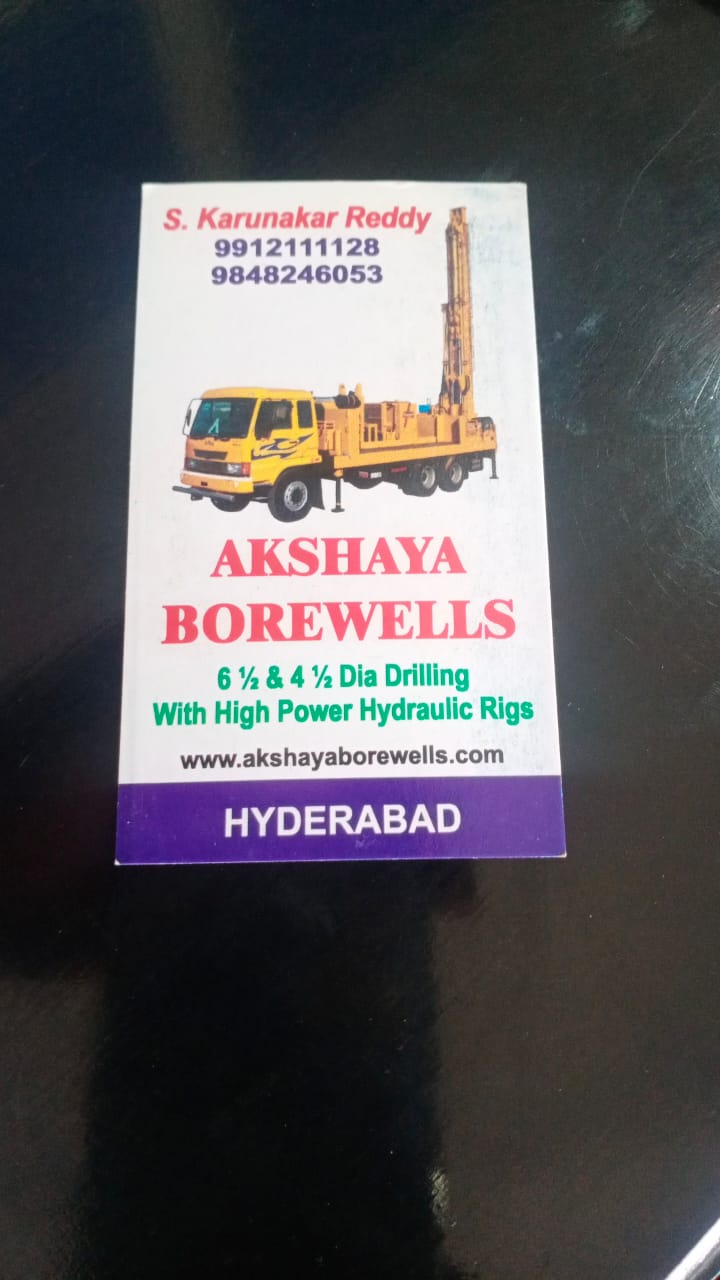 S. Karunakar Reddy
9912111128
9848246053
AKSHAYA
BOREWELLS
6 ½ & 4 ½ Dia Drilling
With High Power Hydraulic Rigs
www.akshayaborewells.com
HYDERABAD